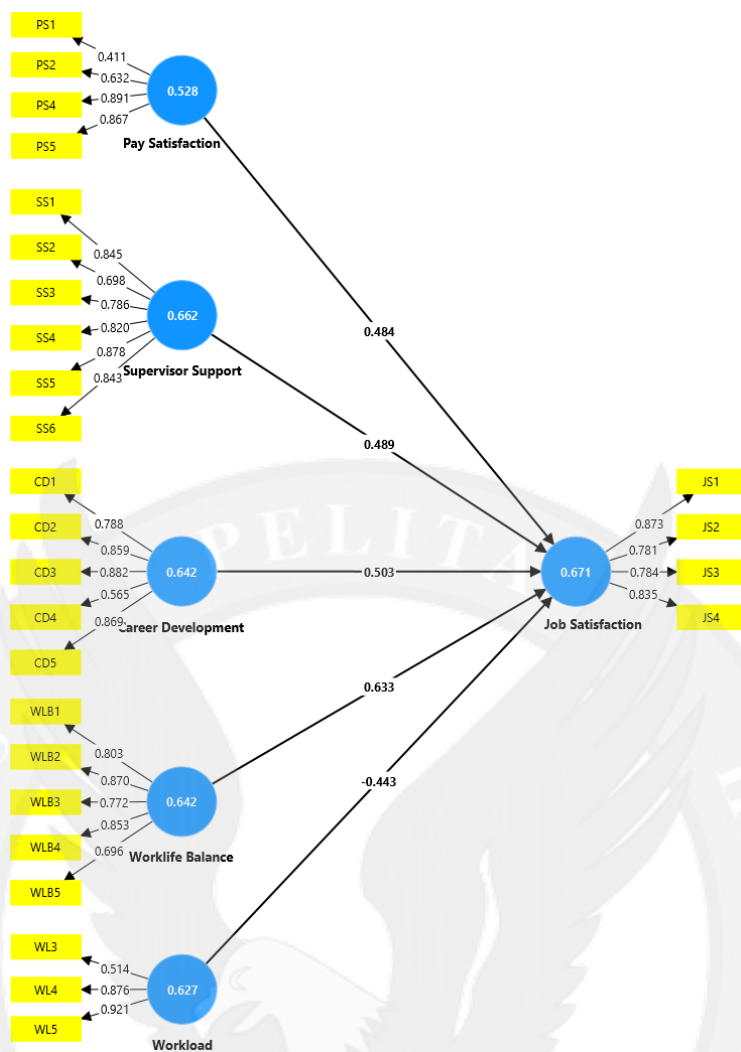 PS1
0.411
PS2
0.632
PS4
0.891
PS5
0.867
0.528
Pay Satisfaction
SS1
0.845
SS2
0.698
SS3
0.786
SS4
0.820
SS5
0.878
SS6
0.843
0.662
Supervisor Support
CD1
0.788
CD2
0.859
CD3
0.882
CD4
0.565
CD5
0.869
0.642
Career Development
WLB1
0.803
WLB2
0.870
WLB3
0.772
WLB4
0.853
WLB5
0.696
0.642
Worklife Balance
WL3
0.514
WL4
0.876
WL5
0.921
0.627
Workload
0.484
0.489
0.503
0.633
-0.443
0.671
Job Satisfaction
JS1
0.873
JS2
0.781
JS3
0.784
JS4
0.835
PELITA